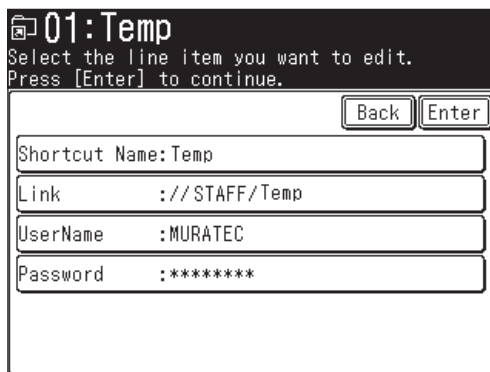 01:Temp
Select the line item you want to edit.
Press [Enter] to continue.
Back Enter
Shortcut Name:Temp
Link :// STAFF/Temp
UserName :MURATEC
Password :********